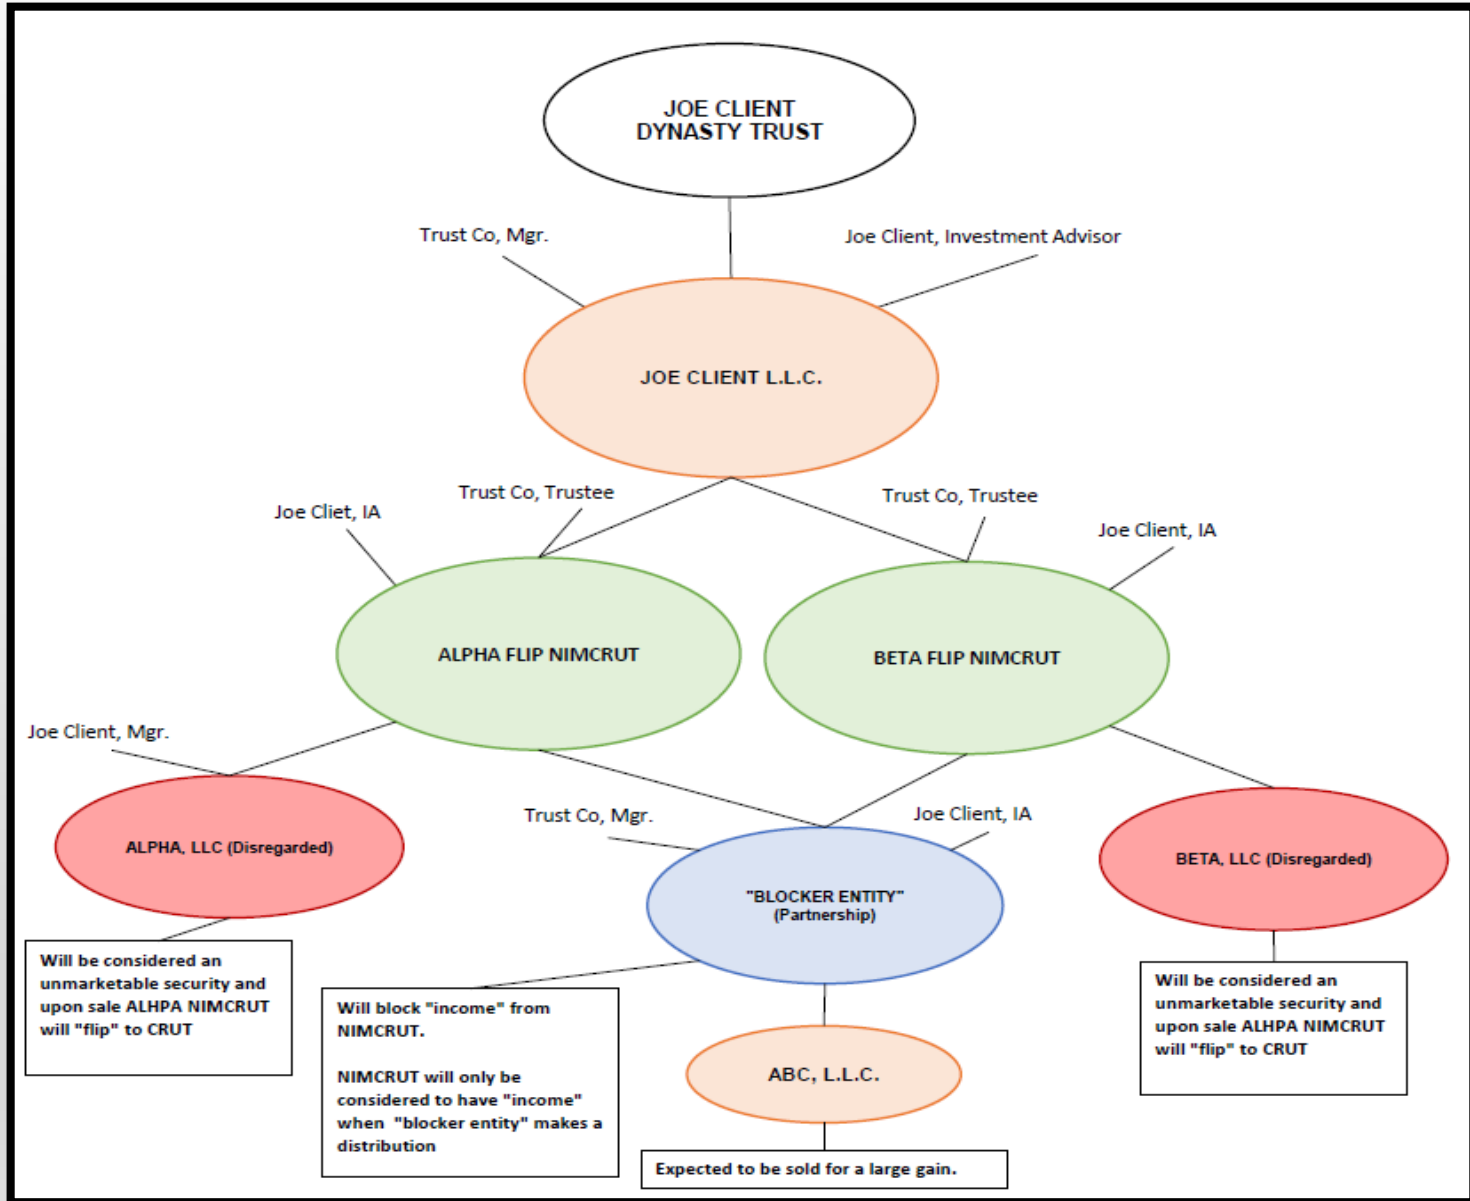 JOE CLIENT
DYNASTY TRUST
Trust Co, Mgr.
Joe Client, Investment Advisor
JOE CLIENT L.L.C.
Joe Cliet, IA
Trust Co, Trustee
Trust Co, Trustee
Joe Client, IA
ALPHA FLIP NIMCRUT
BETA FLIP NIMCRUT
Joe Client, Mgr.
ALPHA, LLC (Disregarded)
Trust Co, Mgr.
Joe Client, IA
"BLOCKER ENTITY"
(Partnership)
BETA, LLC (Disregarded)
Will be considered an
unmarketable security and
upon sale ALHPA NIMCRUT
will "flip" to CRUT
Will block "income" from
NIMCRUT.
NIMCRUT will only be
considered to have "income"
when "blocker entity" makes a
distribution
ABC, L.L.C.
Expected to be sold for a large gain.
Will be considered an
unmarketable security and
upon sale ALHPA NIMCRUT
will "flip" to CRUT